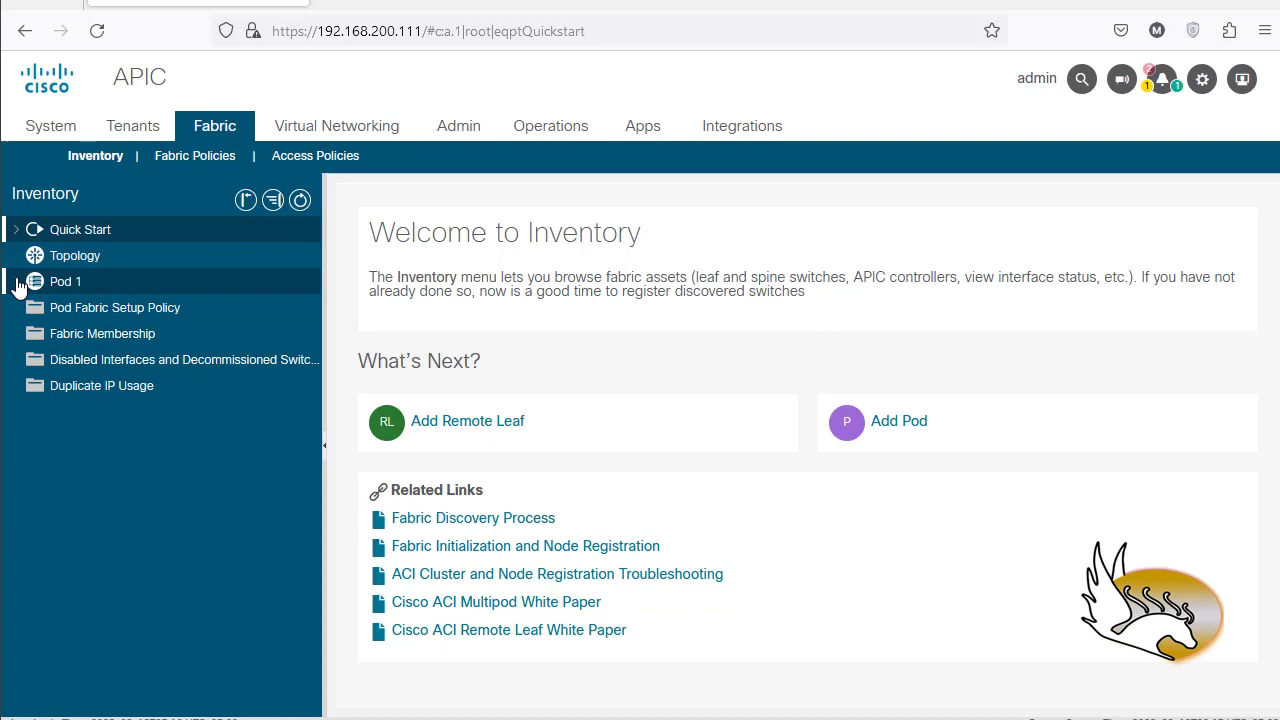 https://192.168.200.111/#c:a.1|root|eqptQuickstart
M
CISCO
APIC
admin
2
1
1
System
Tenants
Fabric
Virtual Networking
Admin
Operations
Apps
Integrations
Inventory | Fabric Policies | Access Policies
Inventory
Quick Start
Topology
Pod 1
Pod Fabric Setup Policy
Fabric Membership
Disabled Interfaces and Decommissioned Switc...
Duplicate IP Usage
Welcome to Inventory
The Inventory menu lets you browse fabric assets (leaf and spine switches, APIC controllers, view interface status, etc.). If you have not
already done so, now is a good time to register discovered switches
What's Next?
RL
Add Remote Leaf
P
Add Pod
Related Links
Fabric Discovery Process
Fabric Initialization and Node Registration
ACI Cluster and Node Registration Troubleshooting
Cisco ACI Multipod White Paper
Cisco ACI Remote Leaf White Paper